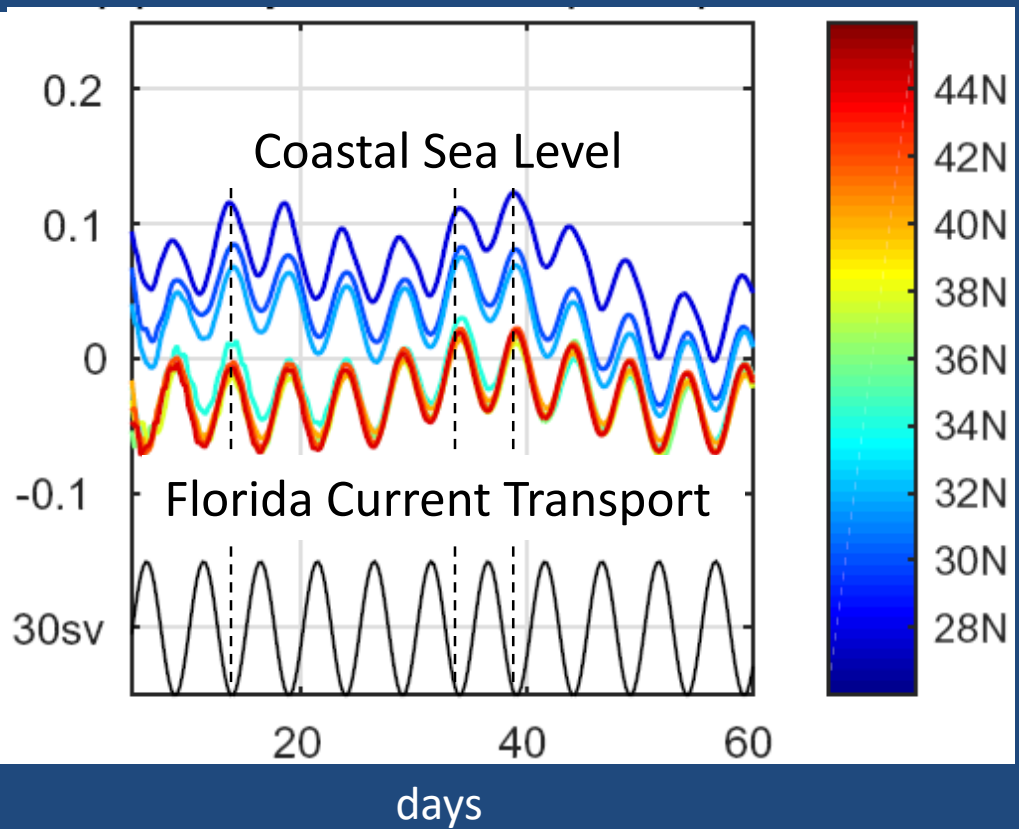 0.2
0.1
0
-0.1
30sv
Coastal Sea Level
Florida Current Transport
20 40 60
days
44N
42N
40N
38N
36N
34N
32N
30N
28N